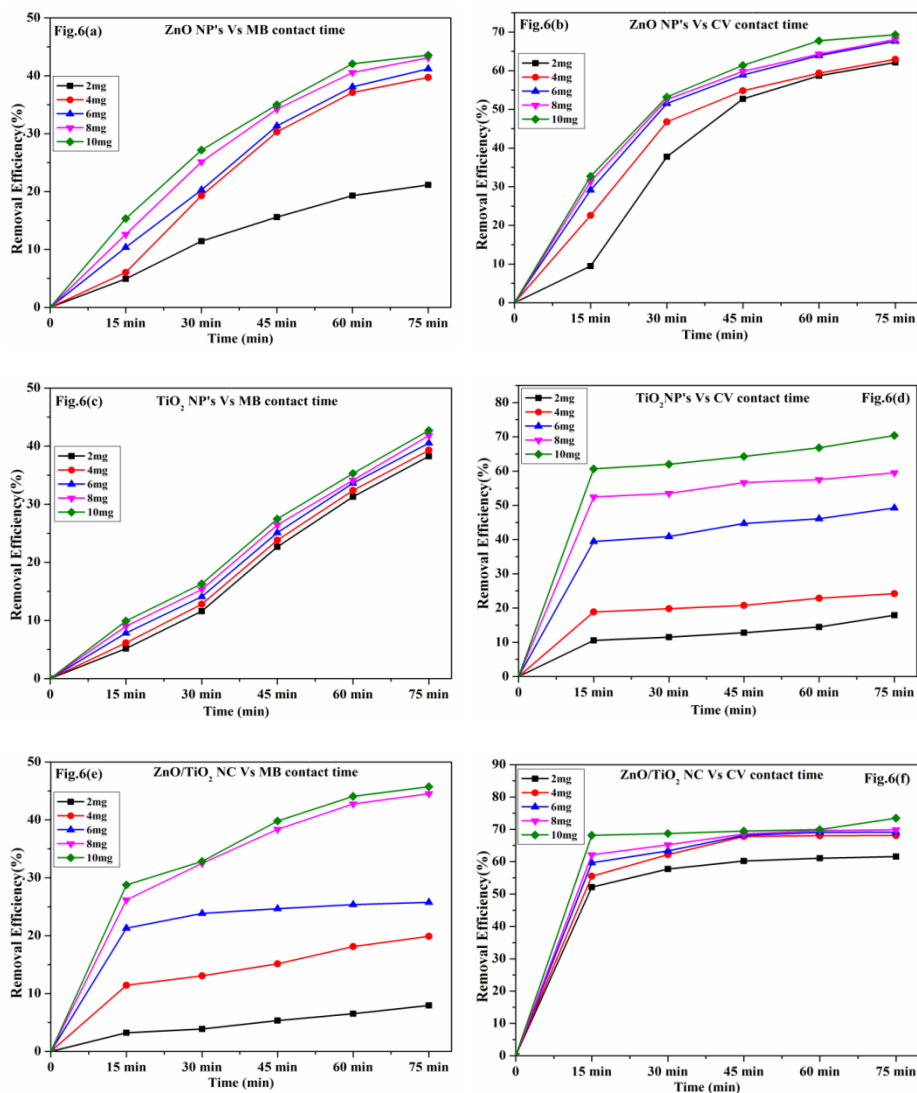 Fig.6(a)
ZnO NP's Vs MB contact time
2mg
4mg
6mg
8mg
10mg
Removal Efficiency(%)
50
40
30
20
10
0
0 15 min 30 min 45 min 60 min 75 min
Time (min)
Fig.6(b)
ZnO NP's Vs CV contact time
2mg
4mg
6mg
8mg
10mg
Removal Efficiency(%)
70
60
50
40
30
20
10
0
0 15 min 30 min 45 min 60 min 75 min
Time (min)
Fig.6(c)
TiO₂ NP's Vs MB contact time
2mg
4mg
6mg
8mg
10mg
Removal Efficiency(%)
50
40
30
20
10
0
0 15 min 30 min 45 min 60 min 75 min
Time (min)
TiO₂NP's Vs CV contact time
Fig.6(d)
2mg
4mg
6mg
8mg
10mg
Removal Efficiency(%)
80
70
60
50
40
30
20
10
0
0 15 min 30 min 45 min 60 min 75 min
Time (min)
Fig.6(e)
ZnO/TiO₂ NC Vs MB contact time
2mg
4mg
6mg
8mg
10mg
Removal Efficiency(%)
50
40
30
20
10
0
0 15 min 30 min 45 min 60 min 75 min
Time (min)
ZnO/TiO₂ NC Vs CV contact time
Fig.6(f)
2mg
4mg
6mg
8mg
10mg
Removal Efficiency(%)
90
80
70
60
50
40
30
20
10
0
0 15 min 30 min 45 min 60 min 75 min
Time (min)